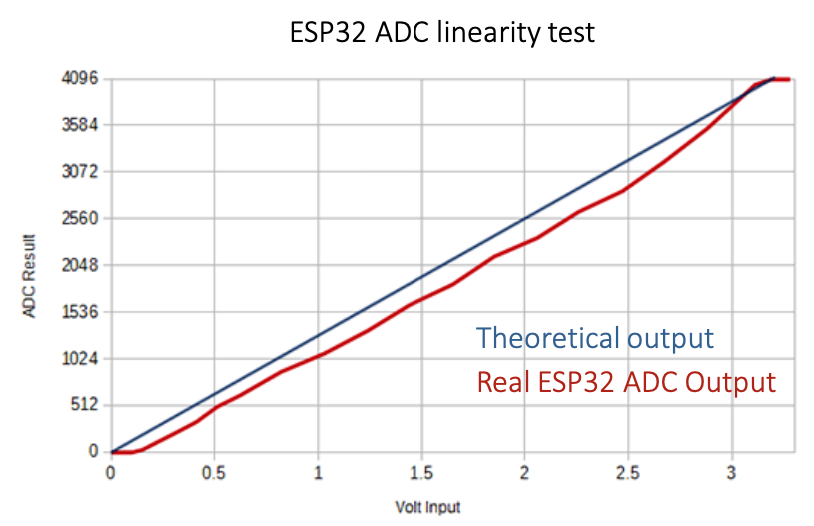 ESP32 ADC linearity test
4096
3584
3072
2560
2048
1536
1024
512
0
ADC Result
Theoretical output
Real ESP32 ADC Output
0 0.5 1 1.5 2 2.5 3
Volt Input